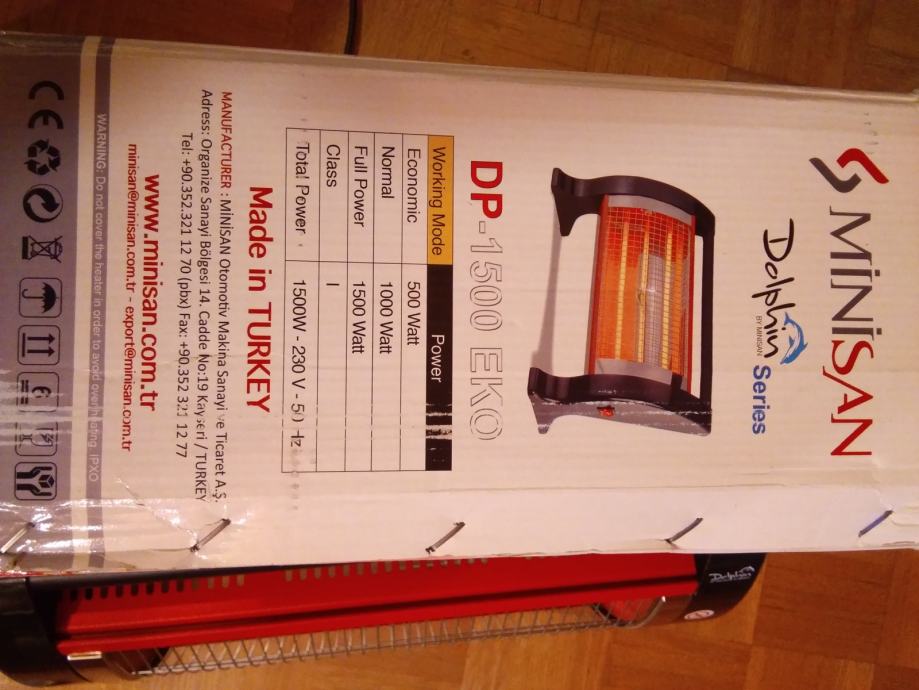 MİNİSAN
Dolphin Series
BY MINISAN
DP-1500 EKO
Working Mode Power
Economic 500 Watt
Normal 1000 Watt
Full Power 1500 Watt
Class I
Total Power 1500W - 230 V - 50 Hz
Made in TURKEY
MANUFACTURER : MİNİSAN Otomotiv Makina Sanayi ve Ticaret A.Ş.
Adress: Organize Sanayi Bölgesi 14. Cadde No:19 Kayseri / TURKEY
Tel: +90.352.321 12 70 (pbx) Fax: +90.352 321 12 77
www.minisan.com.tr
minisan@minisan.com.tr - export@minisan.com.tr
WARNING: Do not cover the heater in order to avoid overheating IPXO
CE
Dolphin